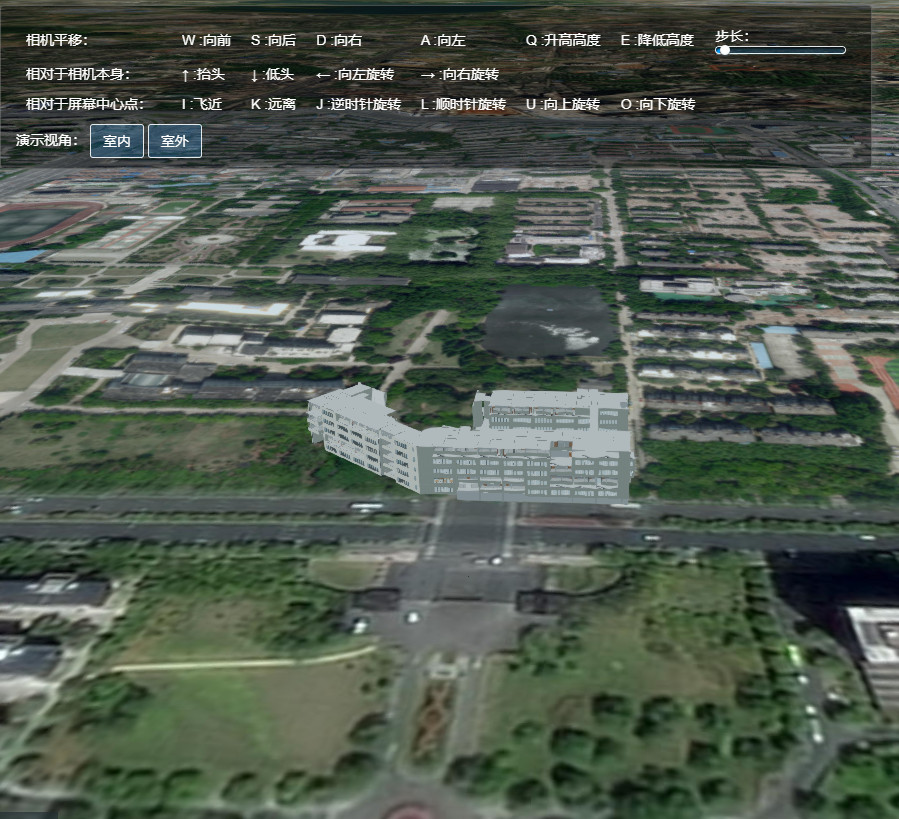 相机平移： W :向前 S :向后 D :向右 A :向左 Q :升高高度 E :降低高度 步长：
相对于相机本身： ↑ :抬头 ↓ :低头 ← :向左旋转 → :向右旋转
相对于屏幕中心点： I :飞近 K :远离 J :逆时针旋转 L :顺时针旋转 U :向上旋转 O :向下旋转
演示视角： 室内 室外